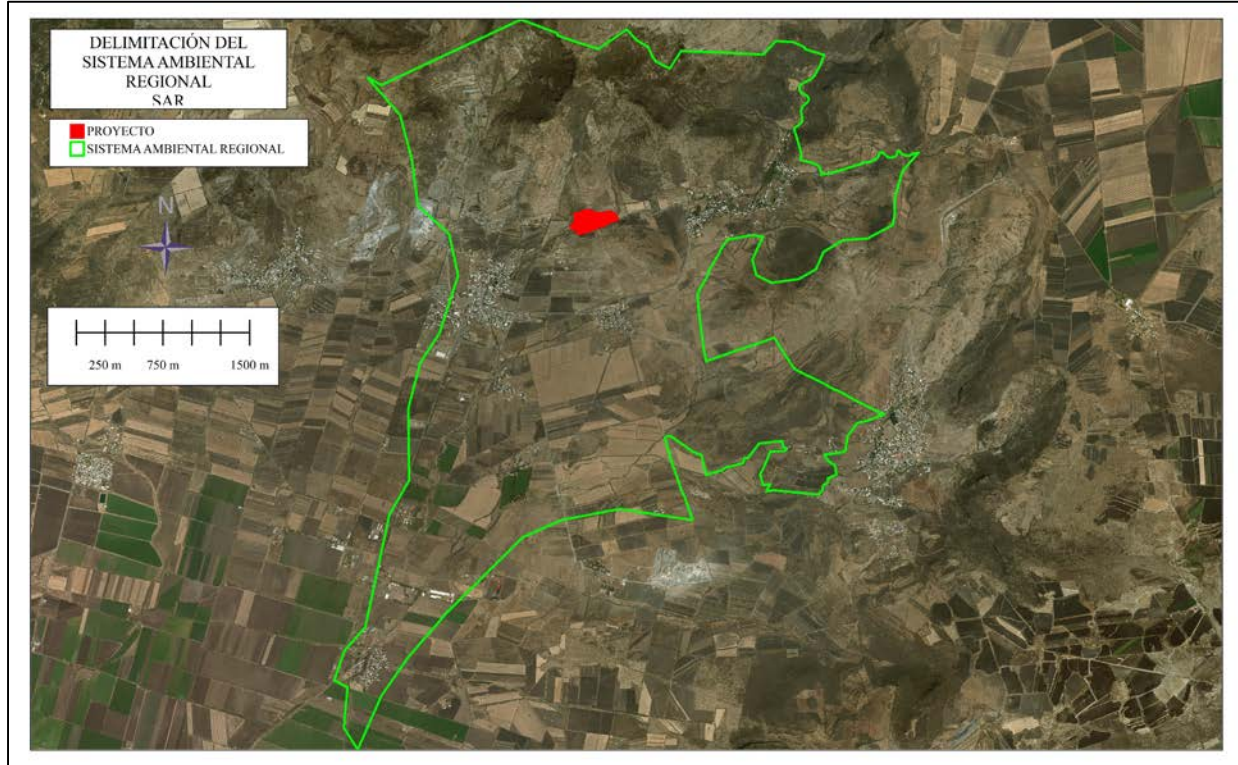 DELIMITACIÓN DEL
SISTEMA AMBIENTAL
REGIONAL
SAR
PROYECTO
SISTEMA AMBIENTAL REGIONAL
N
250 m 750 m 1500 m